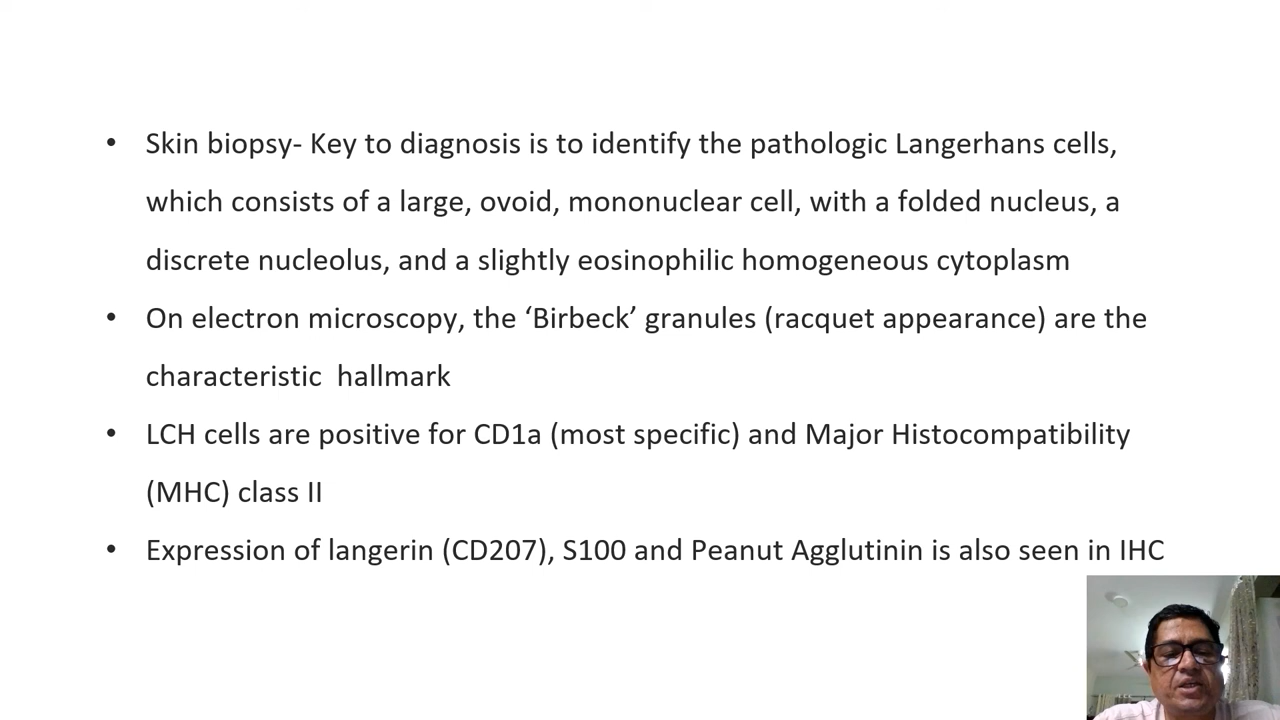 • Skin biopsy- Key to diagnosis is to identify the pathologic Langerhans cells,
which consists of a large, ovoid, mononuclear cell, with a folded nucleus, a
discrete nucleolus, and a slightly eosinophilic homogeneous cytoplasm
• On electron microscopy, the ‘Birbeck’ granules (racquet appearance) are the
characteristic  hallmark
• LCH cells are positive for CD1a (most specific) and Major Histocompatibility
(MHC) class II
• Expression of langerin (CD207), S100 and Peanut Agglutinin is also seen in IHC